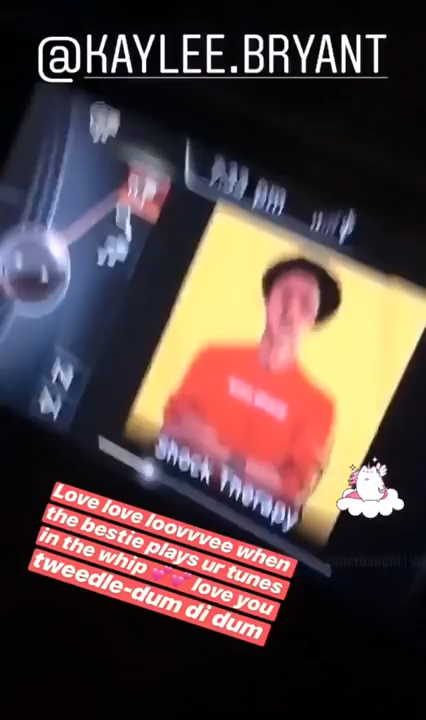 @KAYLEE.BRYANT
Shock Therapy
Love love loovvvee when
the bestie plays ur tunes
in the whip 💞💕 love you
tweedle-dum di dum